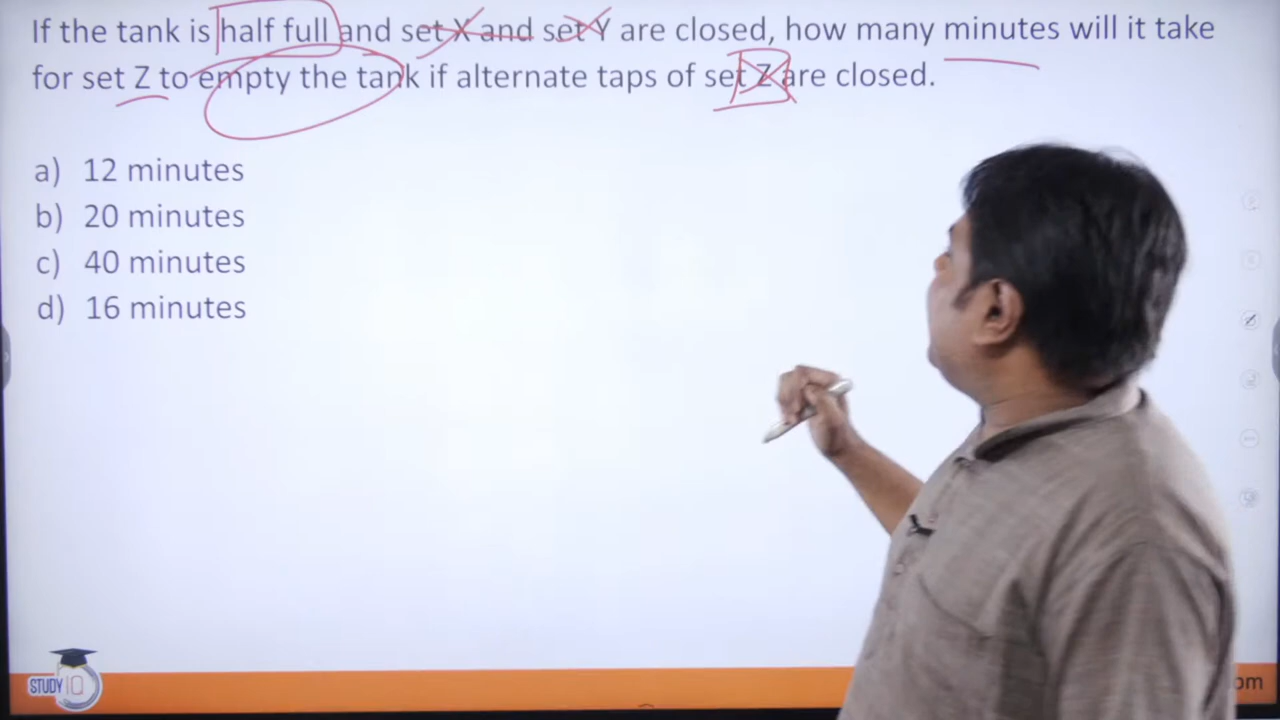 If the tank is half full and set X and set Y are closed, how many minutes will it take
for set Z to empty the tank if alternate taps of set Z are closed.
a) 12 minutes
b) 20 minutes
c) 40 minutes
d) 16 minutes
STUDY IQ
om